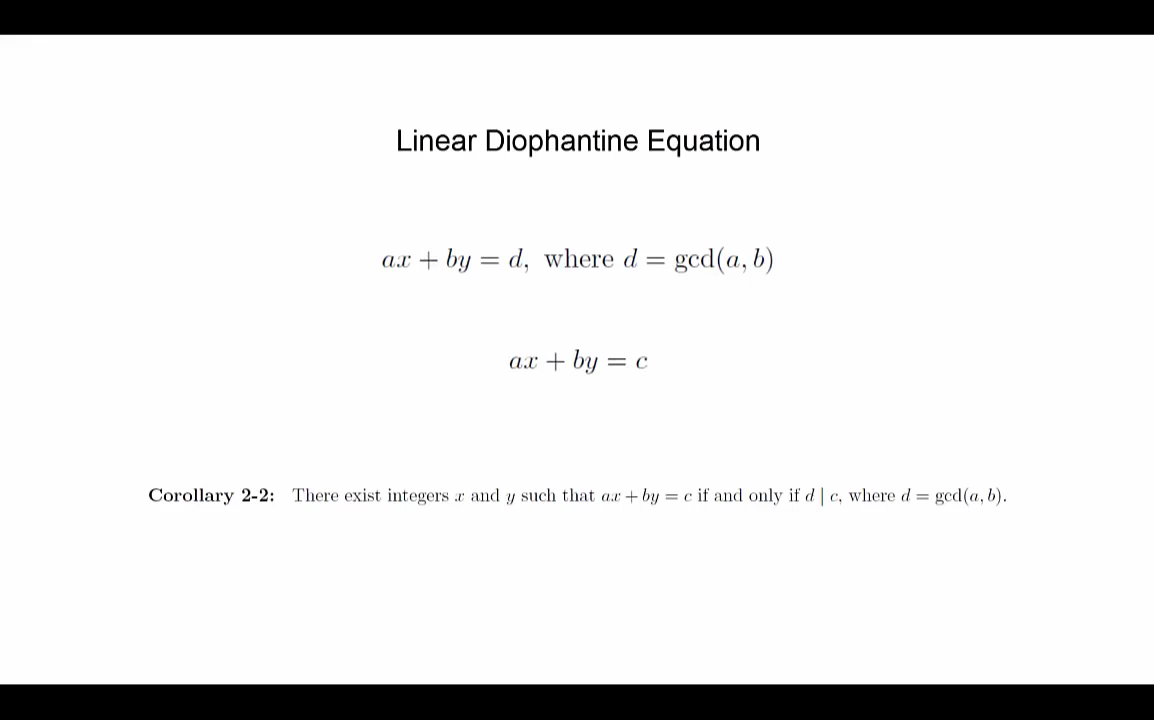 Linear Diophantine Equation
ax + by = d, where d = gcd(a, b)
ax + by = c
Corollary 2-2: There exist integers x and y such that ax + by = c if and only if d | c, where d = gcd(a, b).